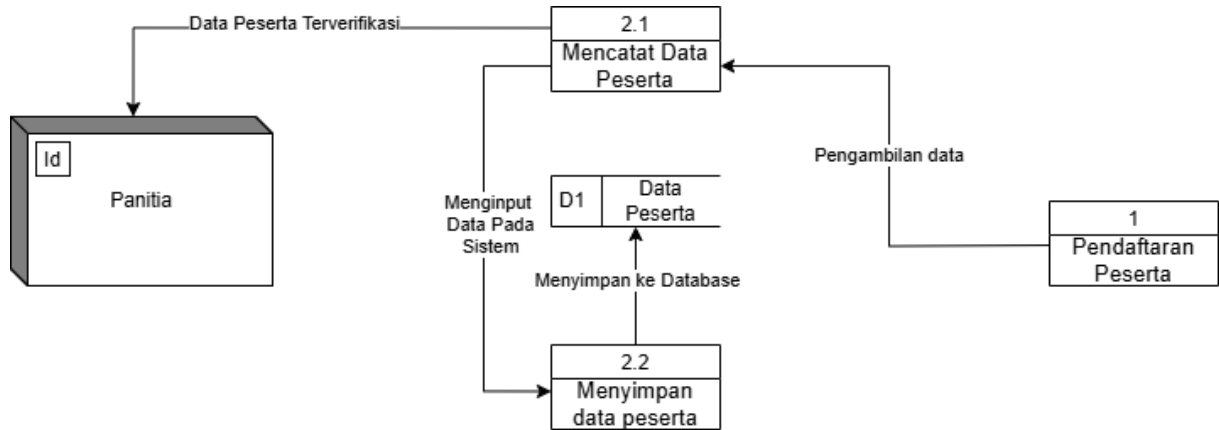 Data Peserta Terverifikasi
2.1
Mencatat Data
Peserta
Id
Panitia
Pengambilan data
Menginput
Data Pada
Sistem
D1
Data
Peserta
1
Pendaftaran
Peserta
Menyimpan ke Database
2.2
Menyimpan
data peserta